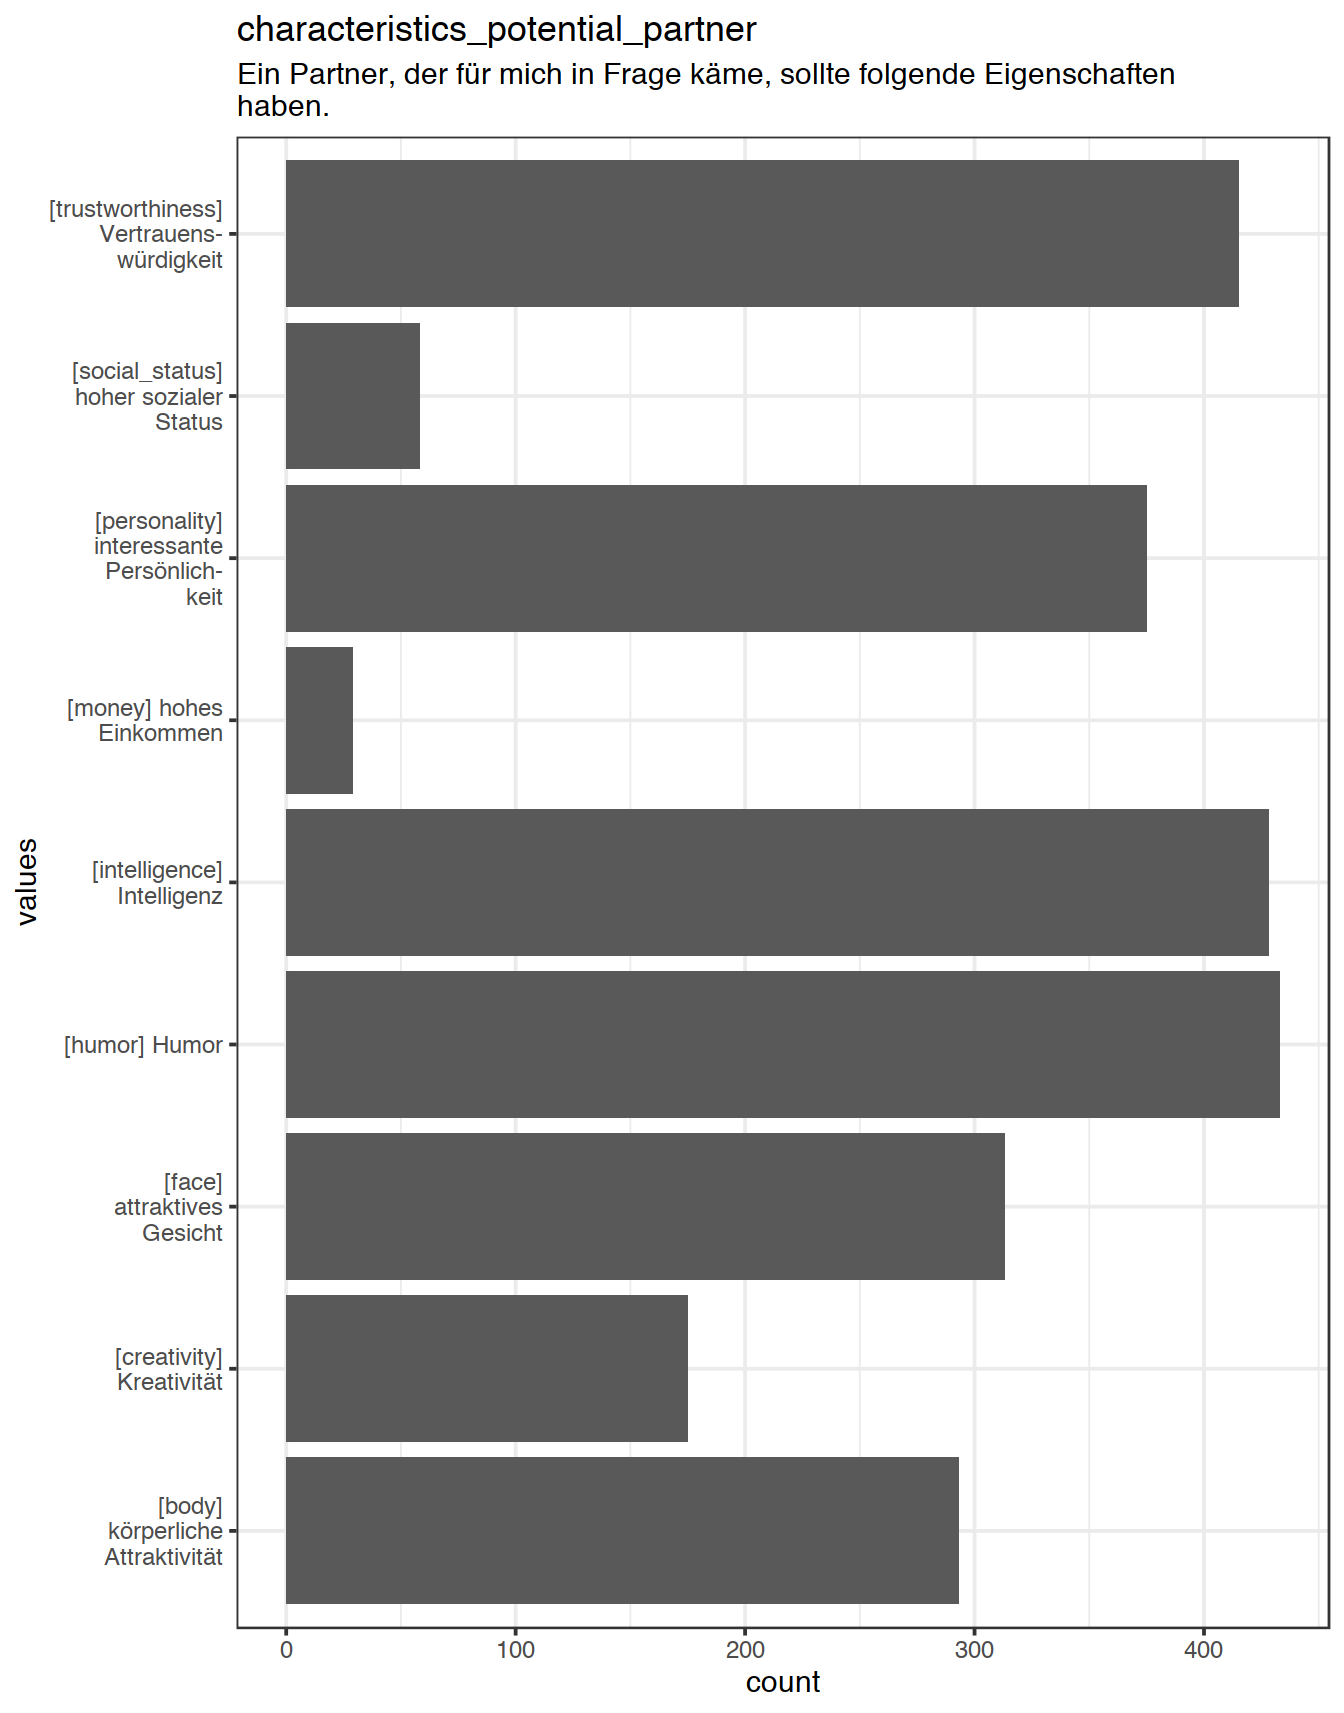 characteristics_potential_partner
Ein Partner, der für mich in Frage käme, sollte folgende Eigenschaften
haben.
[trustworthiness]
Vertrauens-
würdigkeit
[social_status]
hoher sozialer
Status
[personality]
interessante
Persönlich-
keit
[money] hohes
Einkommen
[intelligence]
Intelligenz
[humor] Humor
[face]
attraktives
Gesicht
[creativity]
Kreativität
[body]
körperliche
Attraktivität
values
0 100 200 300 400
count